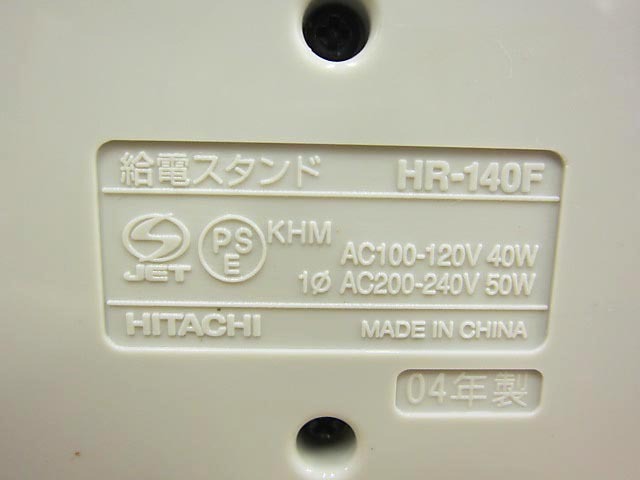 給電スタンド HR-140F
JET PSE KHM AC100-120V 40W
1Ø AC200-240V 50W
HITACHI MADE IN CHINA
04年製